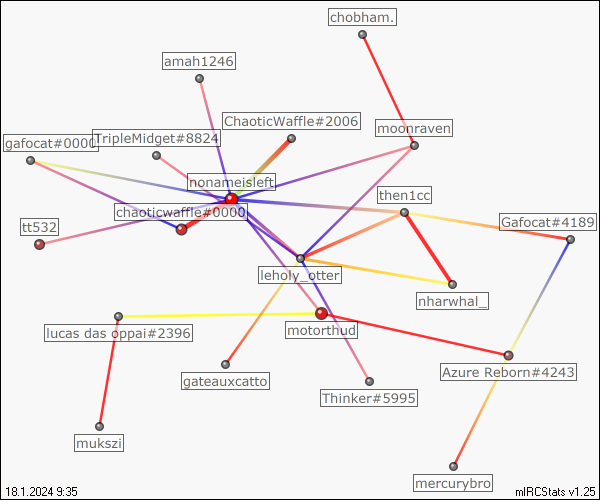 chobham.
amah1246
ChaoticWaffle#2006
moonraven
TripleMidget#8824
gafocat#0000
nonameisleft
then1cc
chaoticwaffle#0000
Gafocat#4189
tt532
leholy_otter
nharwhal_
motorthud
lucas das oppai#2396
Azure Reborn#4243
gateauxcatto
Thinker#5995
mukszi
mercurybro
18.1.2024 9:35
mIRCStats v1.25